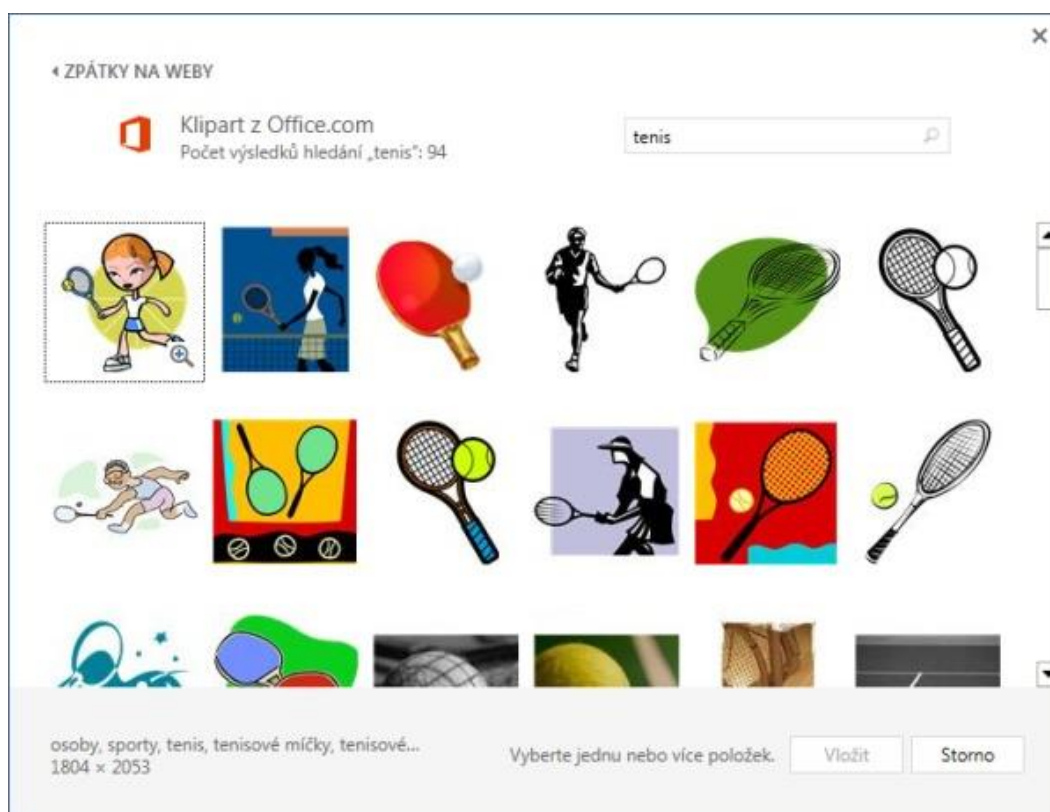 ZPÁTKY NA WEBY
Klipart z Office.com
Počet výsledků hledání „tenis": 94
tenis
osoby, sporty, tenis, tenisové míčky, tenisové...
1804 × 2053
Vyberte jednu nebo více položek.
Vložit
Storno